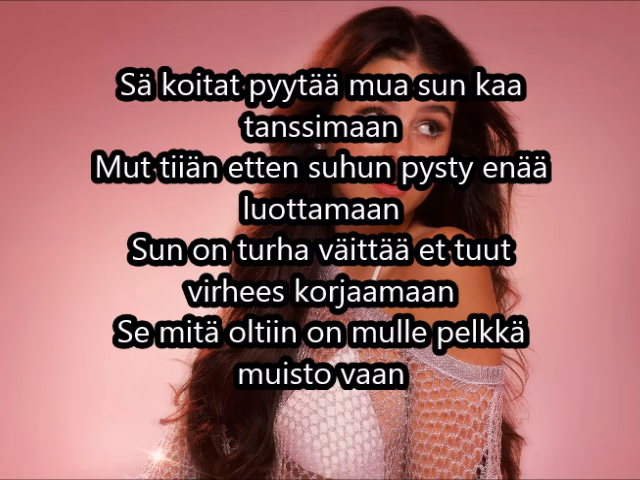 Sä koitat pyytää mua sun kaa
tanssimaan
Mut tiiän etten suhun pysty enää
luottamaan
Sun on turha väittää et tuut
virhees korjaamaan
Se mitä oltiin on mulle pelkkä
muisto vaan